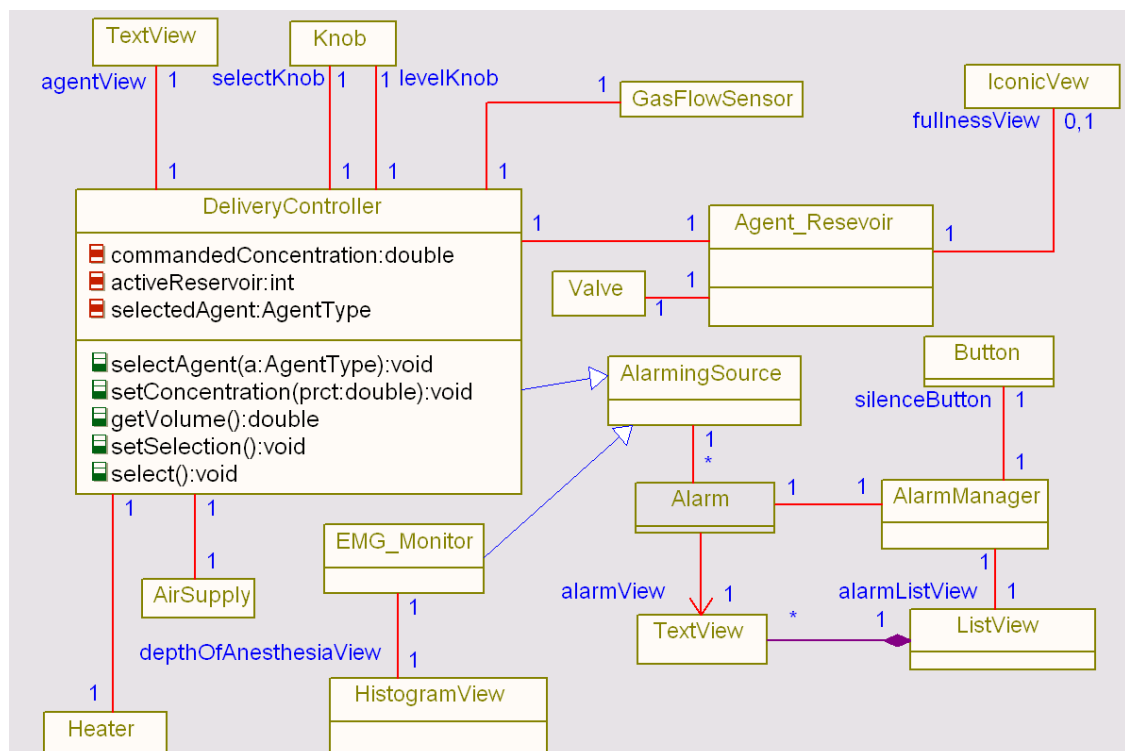 TextView
Knob
agentView 1
selectKnob 1
1 levelKnob
1
GasFlowSensor
IconicVew
fullnessView 0,1
1
1
1
1
DeliveryController
commandedConcentration:double
activeReservoir:int
selectedAgent:AgentType
1
1
Agent_Resevoir
1
Valve
1
1
selectAgent(a:AgentType):void
setConcentration(prct:double):void
getVolume():double
setSelection():void
select():void
AlarmingSource
1
*
Button
silenceButton 1
1
Alarm
1
1
AlarmManager
1
1
1
1
EMG_Monitor
1
AirSupply
alarmView 1
alarmListView 1
TextView
*
1
ListView
depthOfAnesthesiaView 1
HistogramView
1
Heater